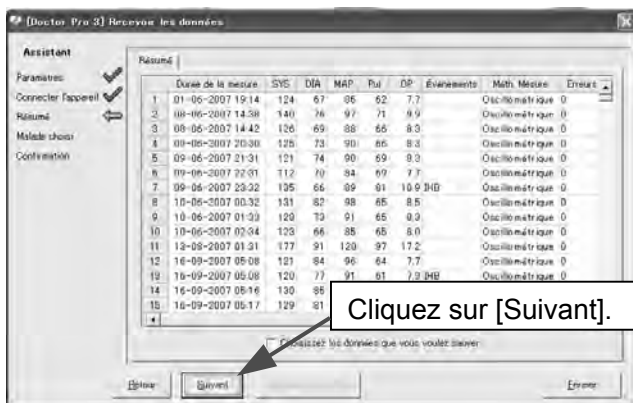 [Doctor Pro 3] Recevoir les données
Assistant
Paramètres
Connecter l'appareil
Résumé
Malade choisi
Confirmation
Résumé
Durée de la mesure SYS DIA MAP Pul DP Évènements Méth. Mesure Erreurs
1 01-06-2007 19:14 124 67 86 62 7.7 Oscillométrique 0
2 08-06-2007 14:38 140 76 97 71 9.9 Oscillométrique 0
3 08-06-2007 14:42 126 69 88 66 8.3 Oscillométrique 0
4 09-06-2007 20:30 125 73 90 66 8.3 Oscillométrique 0
5 09-06-2007 21:31 121 74 90 69 8.3 Oscillométrique 0
6 09-06-2007 22:31 112 70 84 69 7.7 Oscillométrique 0
7 09-06-2007 23:32 135 66 89 81 10.9 IHB Oscillométrique 0
8 10-06-2007 00:32 131 82 98 65 8.5 Oscillométrique 0
9 10-06-2007 01:33 128 73 91 65 8.3 Oscillométrique 0
10 10-06-2007 02:34 123 66 85 65 8.0 Oscillométrique 0
11 13-08-2007 01:31 177 91 120 97 17.2 Oscillométrique 0
12 16-09-2007 05:08 121 84 96 64 7.7 Oscillométrique 0
13 16-09-2007 05:08 120 77 91 61 7.3 IHB Oscillométrique 0
14 16-09-2007 05:16 130 86
15 16-09-2007 05:17 129 81
Cliquez sur [Suivant].
Choisissez les données que vous voulez sauver
Retour Suivant Fermer